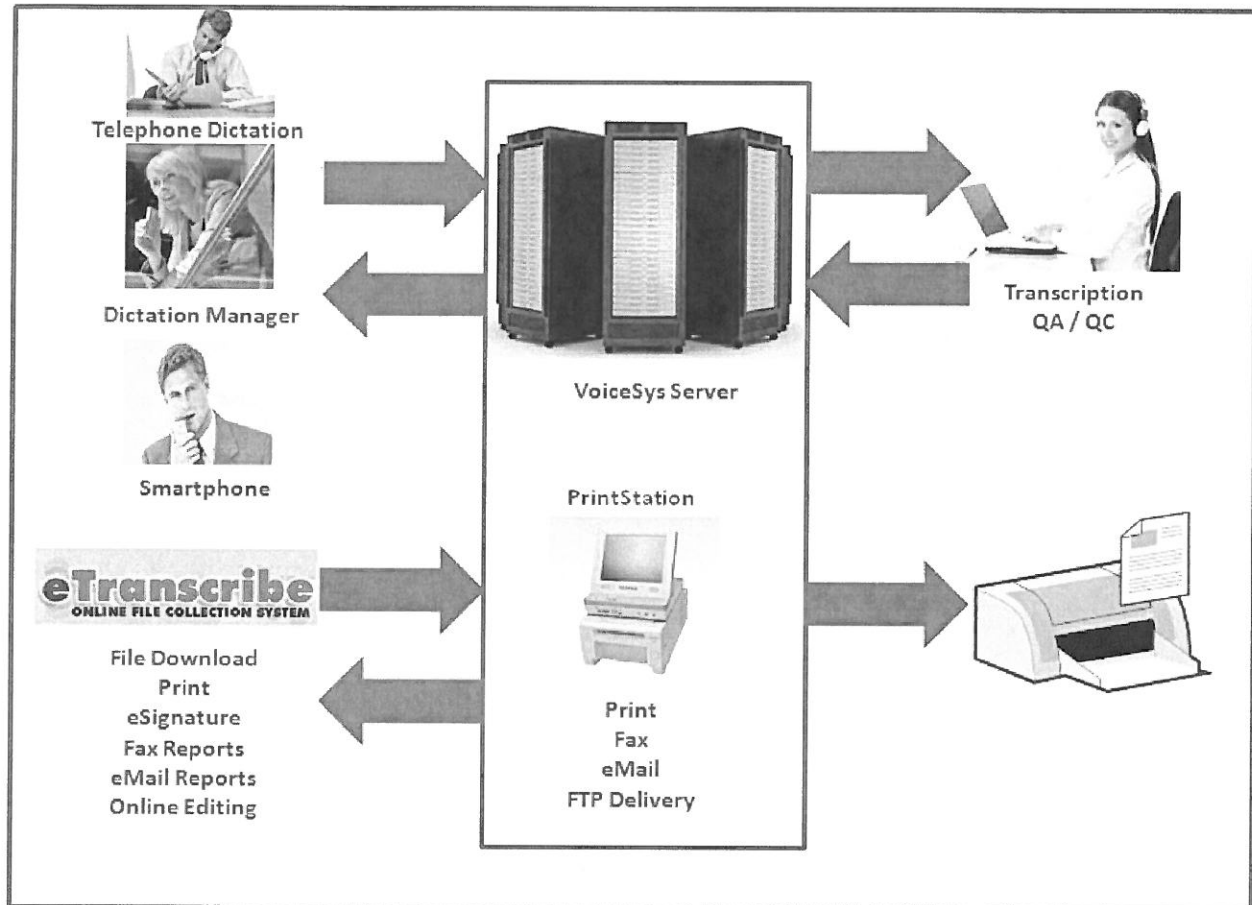 Telephone Dictation
Dictation Manager
Smartphone
eTranscribe
ONLINE FILE COLLECTION SYSTEM
File Download
Print
eSignature
Fax Reports
eMail Reports
Online Editing
VoiceSys Server
PrintStation
Print
Fax
eMail
FTP Delivery
Transcription
QA / QC